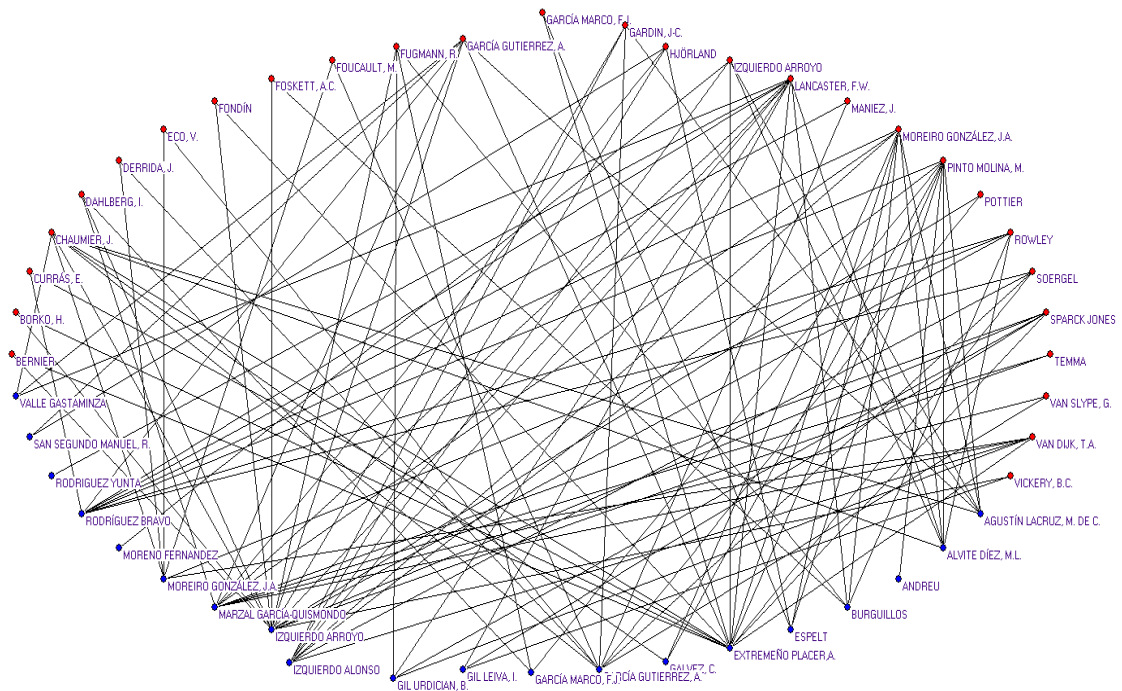 GARCÍA MARCO, F.J.
GARDIN, J-C.
GARCÍA GUTIERREZ, A.
HJÖRLAND
FUGMANN, R.
FOUCAULT, M.
IZQUIERDO ARROYO
FOSKETT, A.C.
LANCASTER, F.W.
FONDÍN
MANIEZ, J.
ECO, V.
MOREIRO GONZÁLEZ, J.A.
DERRIDA, J.
PINTO MOLINA, M.
DAHLBERG, I.
POTTIER
CHAUMIER, J.
ROWLEY
CURRÁS, E.
SOERGEL
BORKO, H.
SPARCK JONES
BERNIER
TEMMA
VALLE GASTAMINZA
VAN SLYPE, G.
SAN SEGUNDO MANUEL, R.
VAN DIJK, T.A.
RODRIGUEZ YUNTA
VICKERY, B.C.
RODRÍGUEZ BRAVO
AGUSTÍN LACRUZ, M. DE C.
MORENO FERNANDEZ
ALVITE DÍEZ, M.L.
MOREIRO GONZÁLEZ, J.A.
ANDREU
MARZAL GARCÍA-QUISMONDO
BURGUILLOS
IZQUIERDO ARROYO
ESPELT
EXTREMEÑO PLACER,A.
IZQUIERDO ALONSO
GALVEZ, C.
GIL LEIVA, I.
GARCÍA MARCO, F.J.
GARCÍA GUTIERREZ, A.
GIL URDICIAN, B.